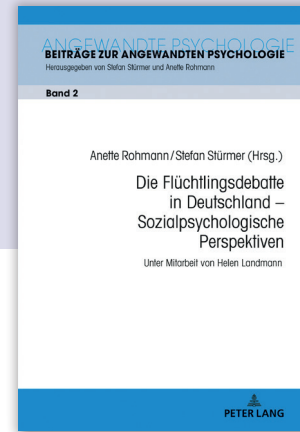 ANGEWANDTE PSYCHOLOGIE
BEITRÄGE ZUR ANGEWANDTEN PSYCHOLOGIE
Herausgegeben von Stefan Stürmer und Anette Rohmann
Band 2
Anette Rohmann/Stefan Stürmer (Hrsg.)
Die Flüchtlingsdebatte
in Deutschland –
Sozialpsychologische
Perspektiven
Unter Mitarbeit von Helen Landmann
PETER LANG